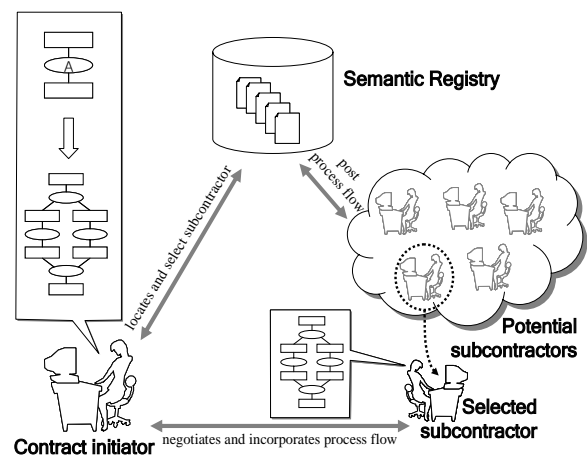 A
Semantic Registry
post
process flow
locates and select subcontractor
Potential
subcontractors
Selected
subcontractor
Contract initiator
negotiates and incorporates process flow